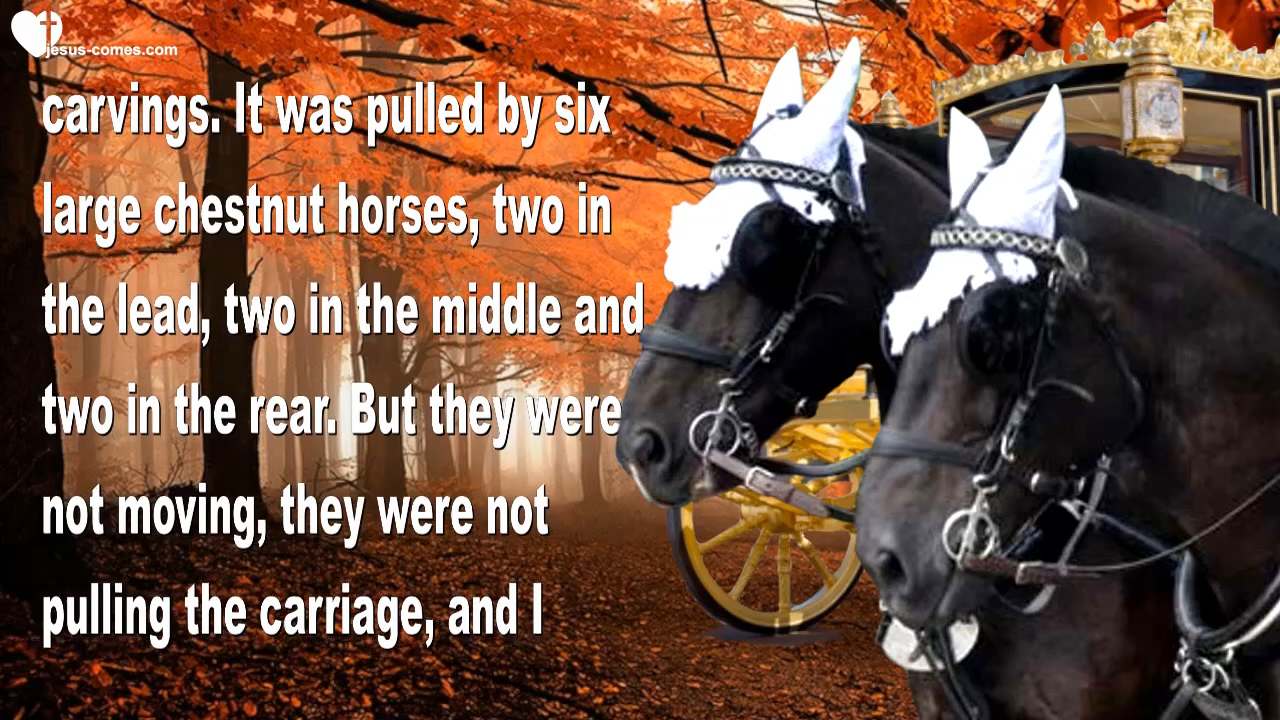 jesus-comes.com
carvings. It was pulled by six
large chestnut horses, two in
the lead, two in the middle and
two in the rear. But they were
not moving, they were not
pulling the carriage, and I